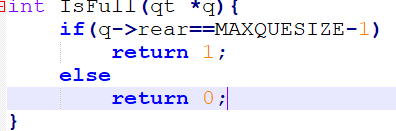 int IsFull(qt *q){
if(q->rear==MAXQUESIZE-1)
return 1;
else
return 0;
}